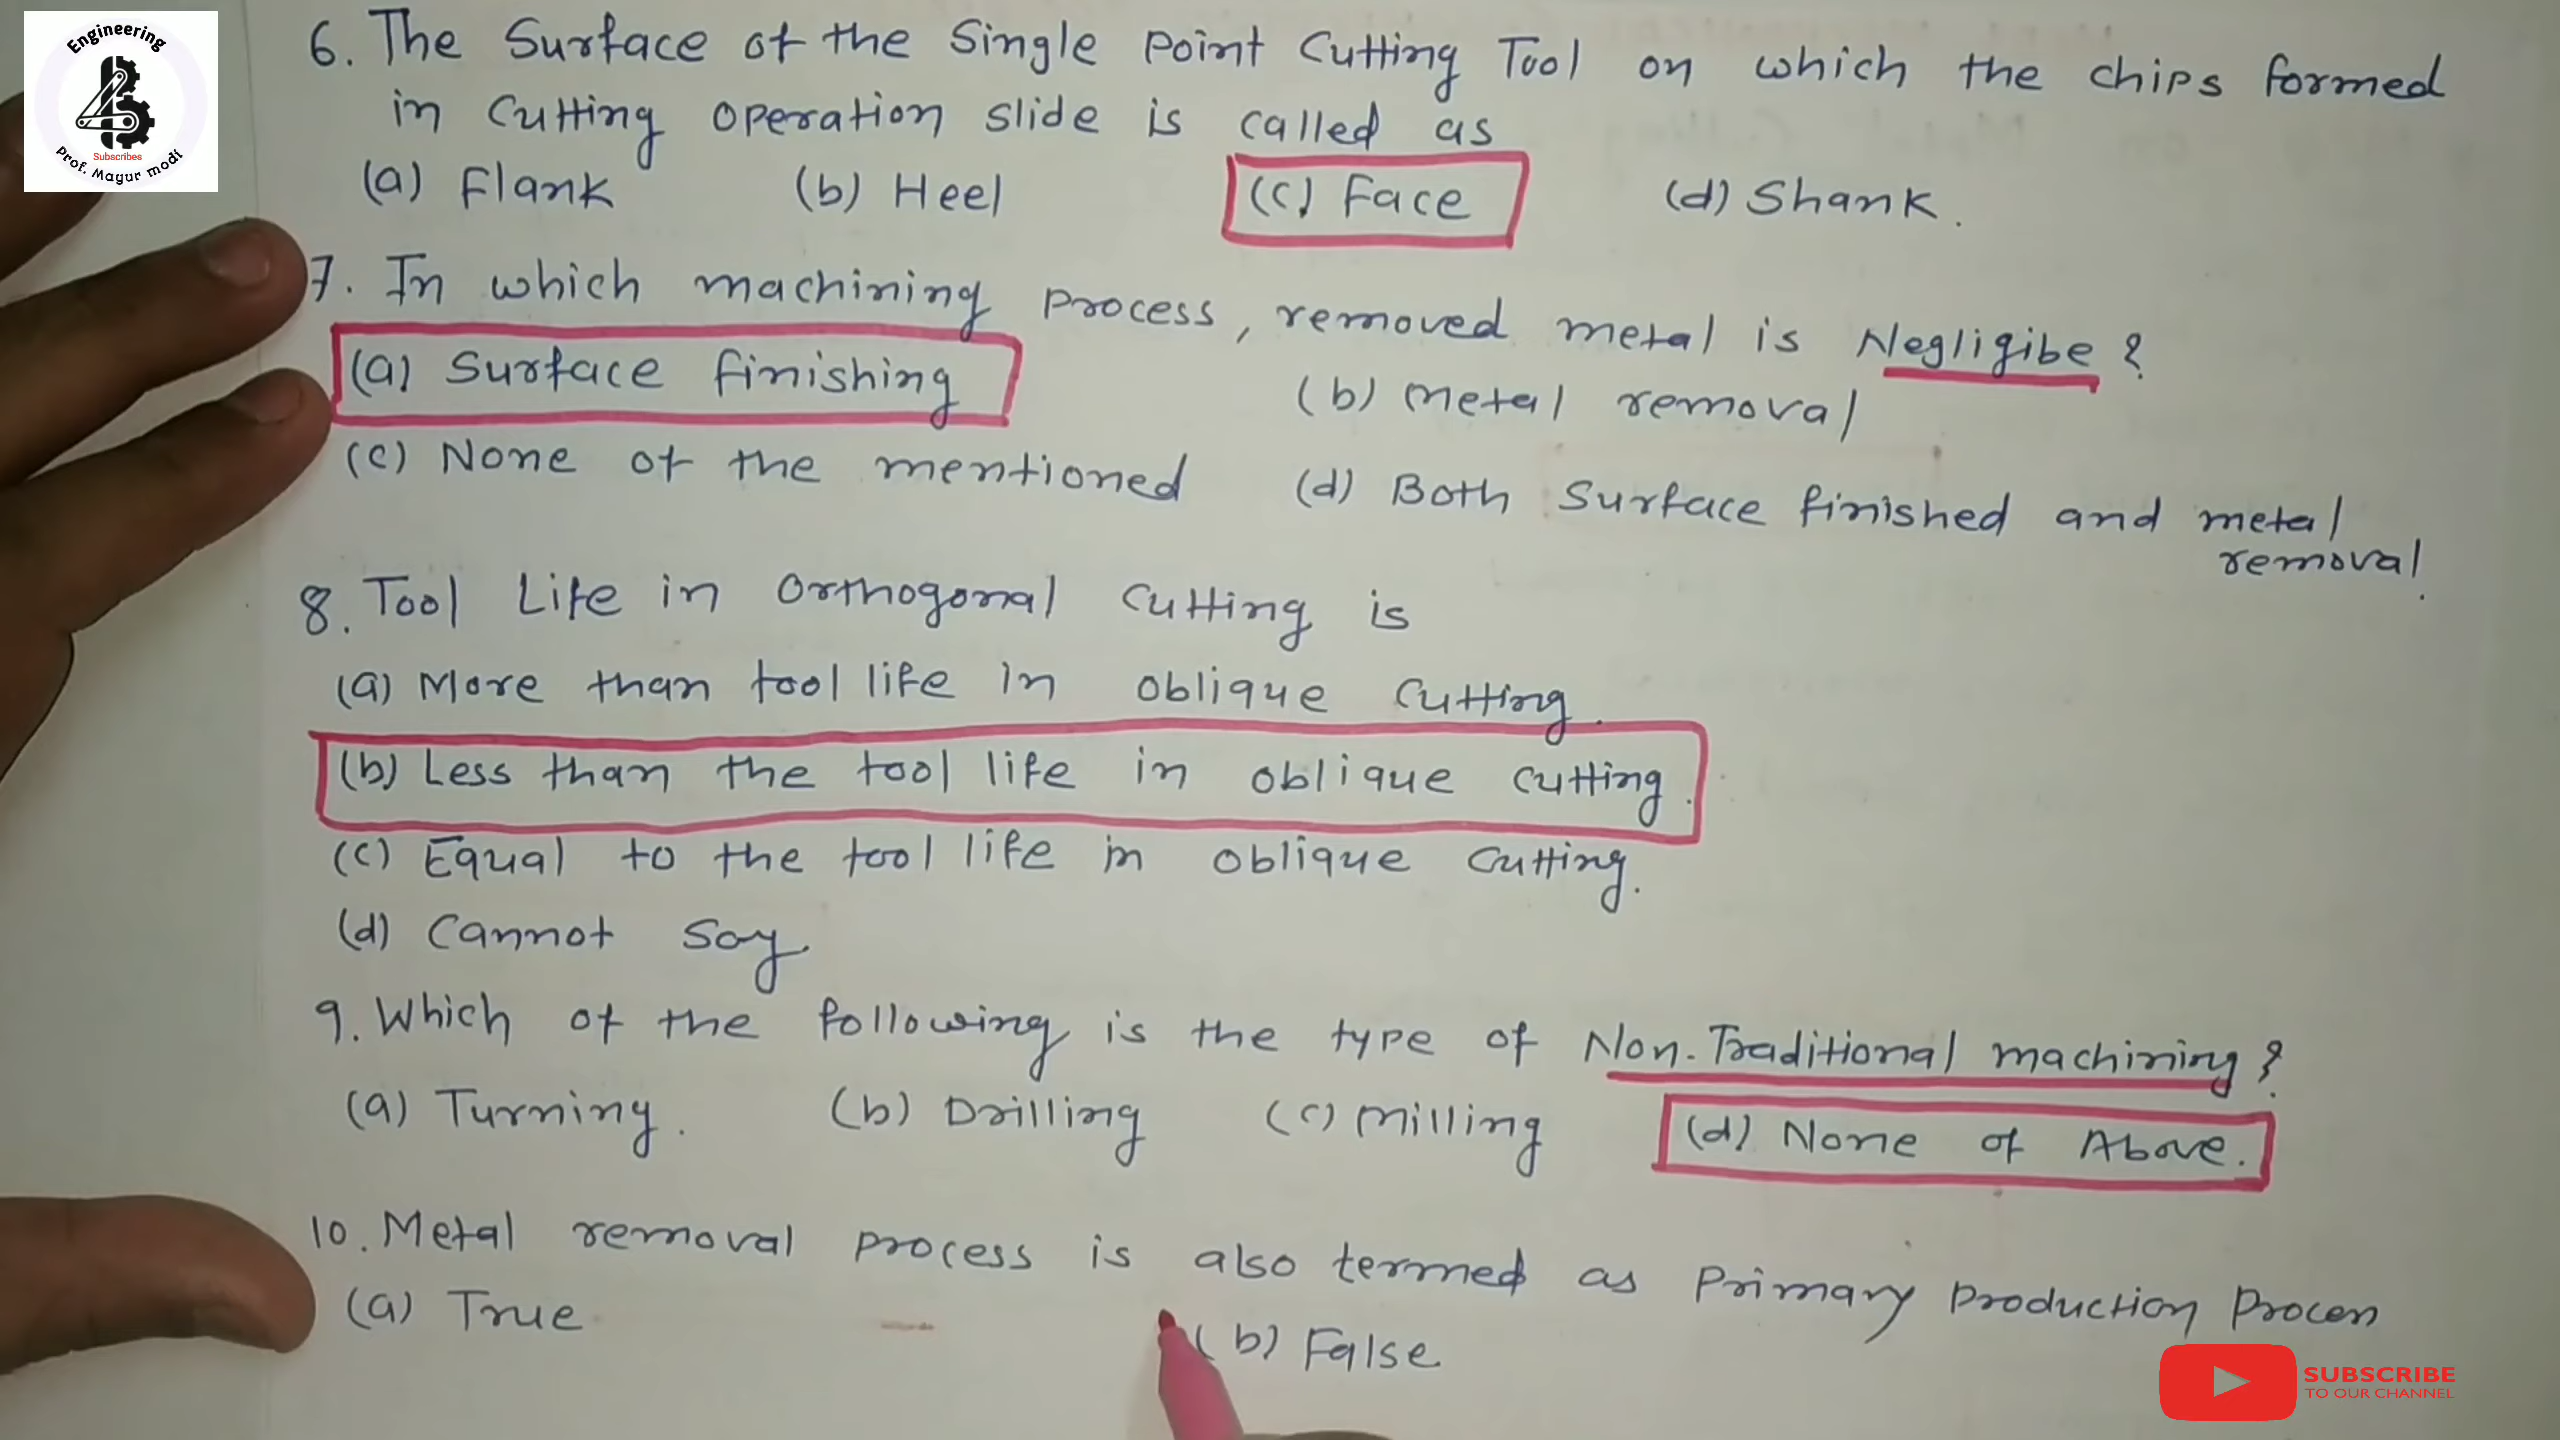 Engineering
Subscribes
Prof. Mayur modi
6. The Surface of the Single Point Cutting Tool on which the chips formed
in Cutting operation slide is called as
(a) Flank (b) Heel (c) Face (d) Shank.
7. In which machining process, removed metal is Negligibe ?
(a) Surface finishing (b) metal removal
(c) None of the mentioned (d) Both Surface finished and metal
removal.
8. Tool Life in Orthogonal Cutting is
(a) More than tool life in oblique Cutting.
(b) Less than the tool life in oblique cutting.
(c) Equal to the tool life in oblique Cutting.
(d) Cannot say.
9. Which of the following is the type of Non-Traditional machining ?
(a) Turning. (b) Drilling (c) Milling (d) None of Above.
10. Metal removal process is also termed as Primary production Process
(a) True (b) False
SUBSCRIBE
TO OUR CHANNEL